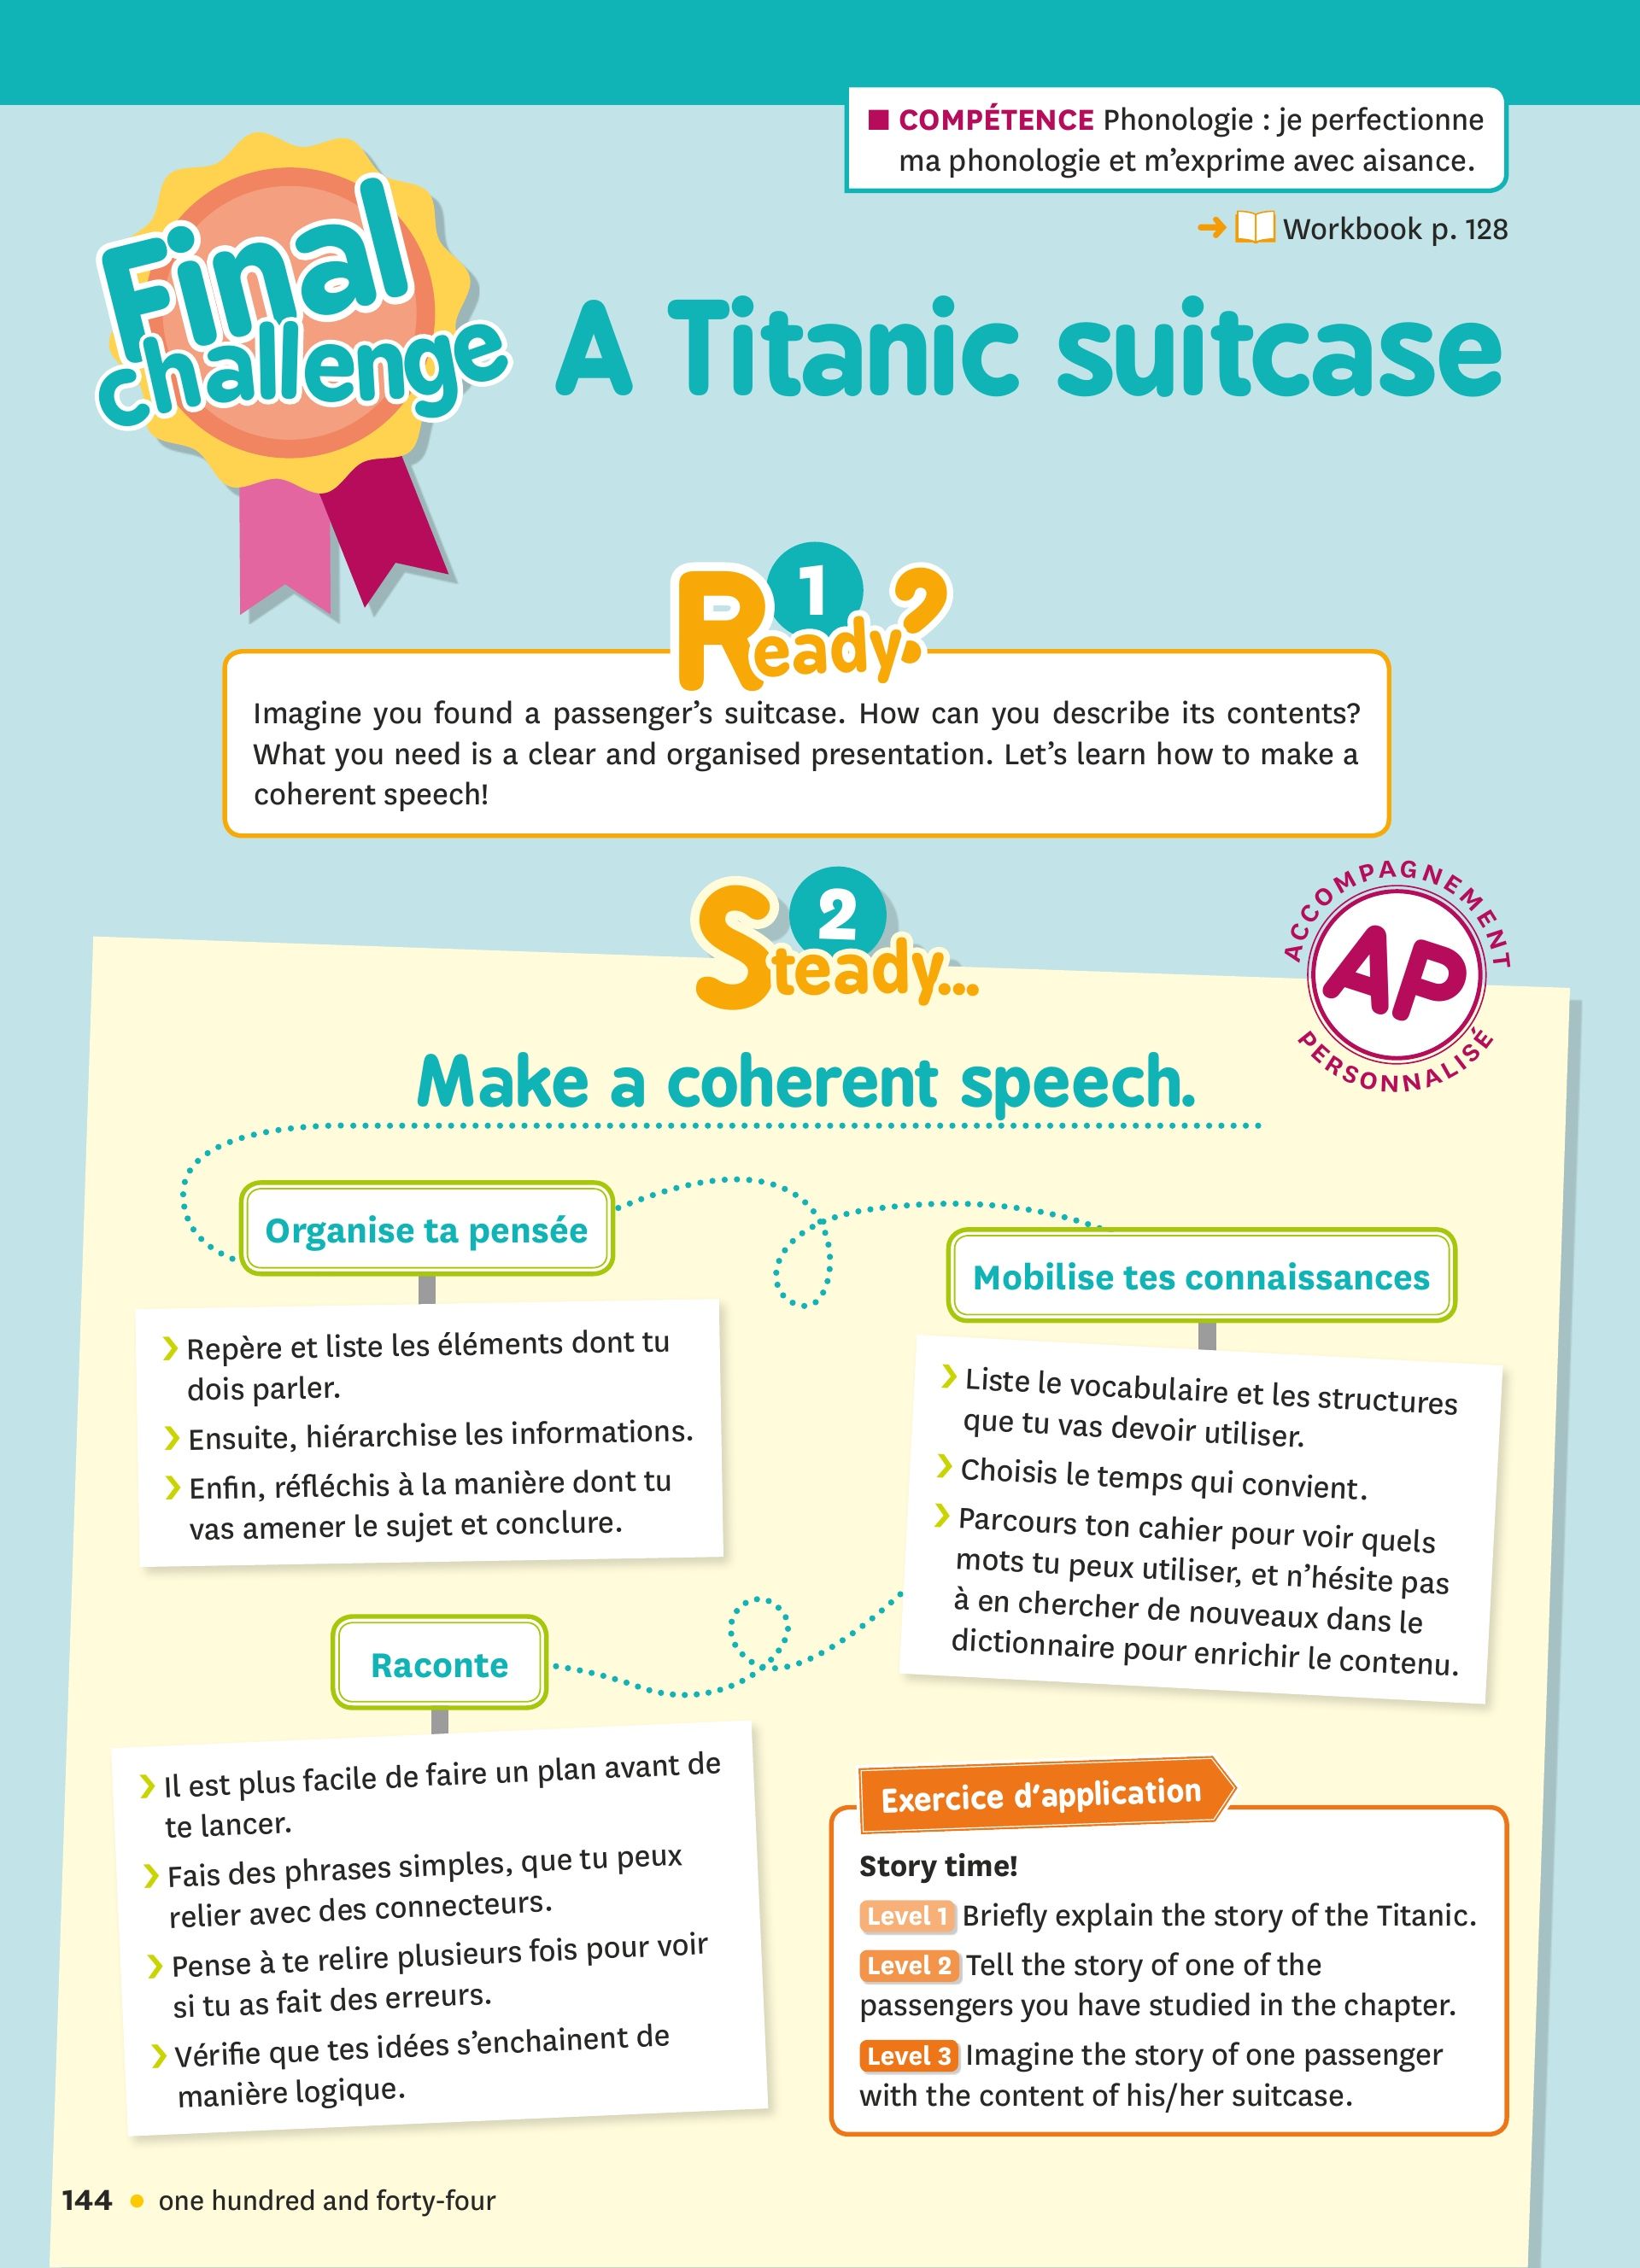 ■ COMPÉTENCE Phonologie : je perfectionne
ma phonologie et m’exprime avec aisance.
Workbook p. 128
Final
challenge
A Titanic suitcase
1
Ready?
Imagine you found a passenger’s suitcase. How can you describe its contents?
What you need is a clear and organised presentation. Let’s learn how to make a
coherent speech!
2
Steady...
ACCOMPAGNEMENT
AP
PERSONNALISÉ
Make a coherent speech.
Organise ta pensée
Repère et liste les éléments dont tu
dois parler.
Ensuite, hiérarchise les informations.
Enfin, réfléchis à la manière dont tu
vas amener le sujet et conclure.
Mobilise tes connaissances
Liste le vocabulaire et les structures
que tu vas devoir utiliser.
Choisis le temps qui convient.
Parcours ton cahier pour voir quels
mots tu peux utiliser, et n’hésite pas
à en chercher de nouveaux dans le
dictionnaire pour enrichir le contenu.
Raconte
Il est plus facile de faire un plan avant de
te lancer.
Fais des phrases simples, que tu peux
relier avec des connecteurs.
Pense à te relire plusieurs fois pour voir
si tu as fait des erreurs.
Vérifie que tes idées s’enchainent de
manière logique.
Exercice d’application
Story time!
Level 1 Briefly explain the story of the Titanic.
Level 2 Tell the story of one of the
passengers you have studied in the chapter.
Level 3 Imagine the story of one passenger
with the content of his/her suitcase.
144 • one hundred and forty-four